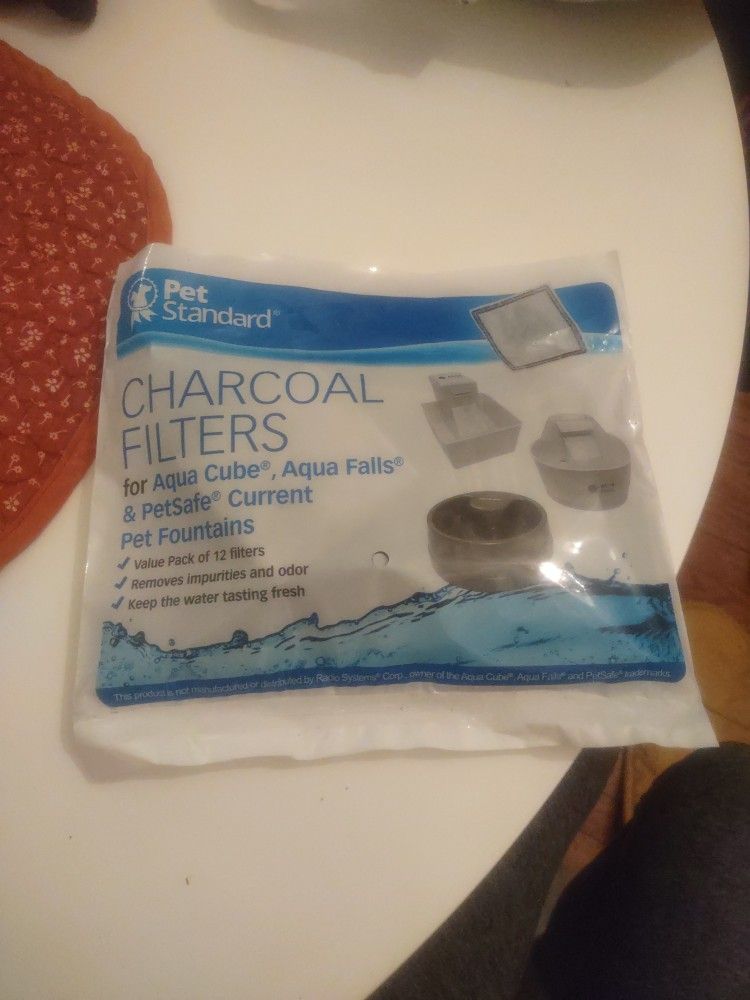 Pet
Standard®
CHARCOAL
FILTERS
for Aqua Cube®, Aqua Falls®
& PetSafe® Current
Pet Fountains
✓ Value Pack of 12 filters
✓ Removes impurities and odor
✓ Keep the water tasting fresh
This product is not manufactured or distributed by Radio Systems® Corp., owner of the Aqua Cube®, Aqua Falls® and PetSafe® trademarks.